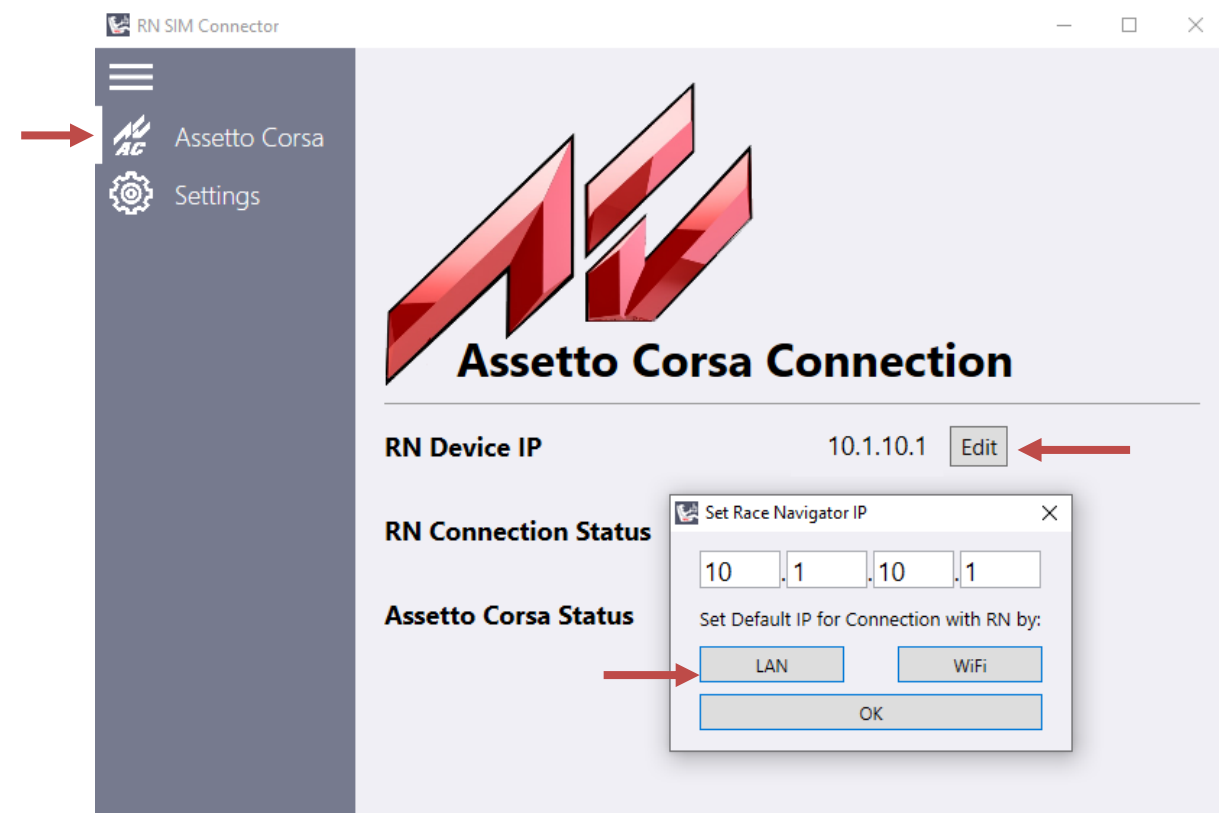 RN SIM Connector
AC
Assetto Corsa
Settings
Assetto Corsa Connection
RN Device IP
10.1.10.1
Edit
RN Connection Status
Assetto Corsa Status
Set Race Navigator IP
10 . 1 . 10 . 1
Set Default IP for Connection with RN by:
LAN
WiFi
OK